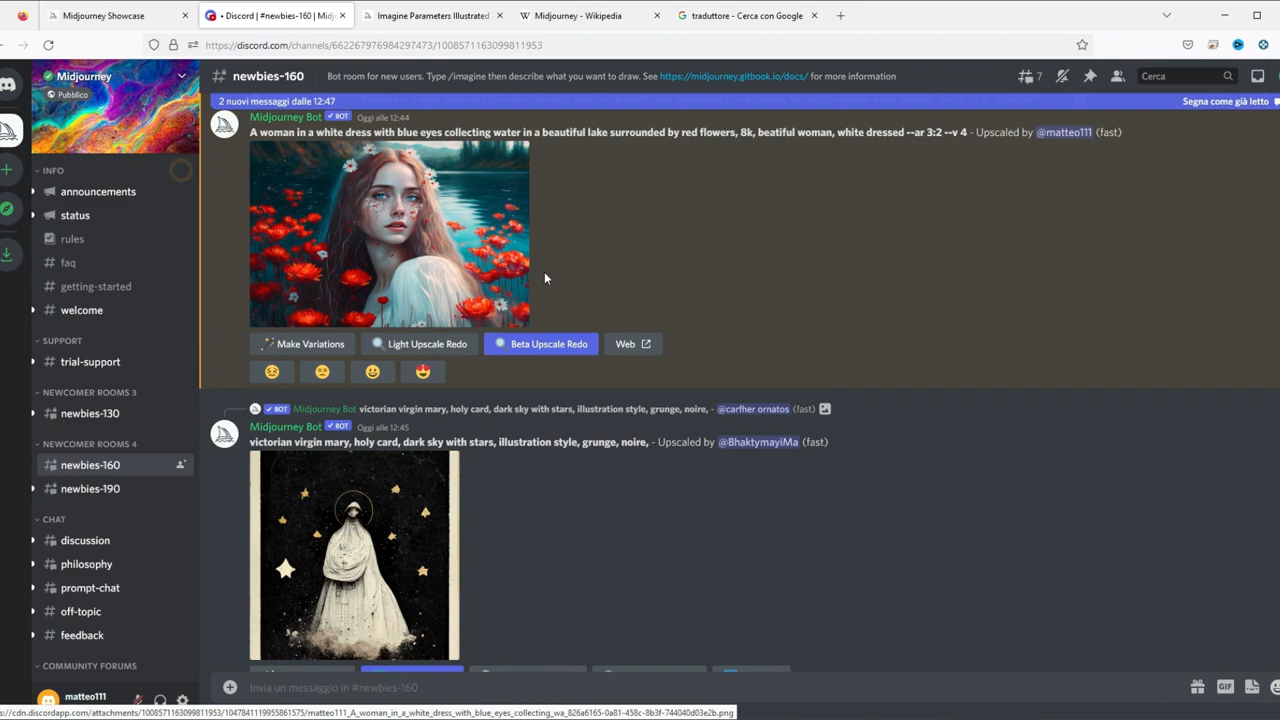 Midjourney Showcase
• Discord | #newbies-160 | Midj
Imagine Parameters Illustrated
Midjourney - Wikipedia
traduttore - Cerca con Google
https://discord.com/channels/662267976984297473/1008571163099811953
Midjourney
Pubblico
newbies-160
Bot room for new users. Type /imagine then describe what you want to draw. See https://midjourney.gitbook.io/docs/ for more information
7
Cerca
2 nuovi messaggi dalle 12:47
Segna come già letto
INFO
announcements
status
rules
faq
getting-started
welcome
SUPPORT
trial-support
NEWCOMER ROOMS 3
newbies-130
NEWCOMER ROOMS 4
newbies-160
newbies-190
CHAT
discussion
philosophy
prompt-chat
off-topic
feedback
COMMUNITY FORUMS
matteo111
Midjourney Bot ✓ BOT Oggi alle 12:44
A woman in a white dress with blue eyes collecting water in a beautiful lake surrounded by red flowers, 8k, beatiful woman, white dressed --ar 3:2 --v 4 - Upscaled by @matteo111 (fast)
Make Variations
Light Upscale Redo
Beta Upscale Redo
Web
✓ BOT Midjourney Bot victorian virgin mary, holy card, dark sky with stars, illustration style, grunge, noire, - @carfher ornatos (fast)
Midjourney Bot ✓ BOT Oggi alle 12:45
victorian virgin mary, holy card, dark sky with stars, illustration style, grunge, noire, - Upscaled by @BhaktymayiMa (fast)
Invia un messaggio in #newbies-160
GIF
s://cdn.discordapp.com/attachments/1008571163099811953/1047841119955861575/matteo111_A_woman_in_a_white_dress_with_blue_eyes_collecting_wa_826a6165-0a81-458c-8b3f-744040d03e2b.png